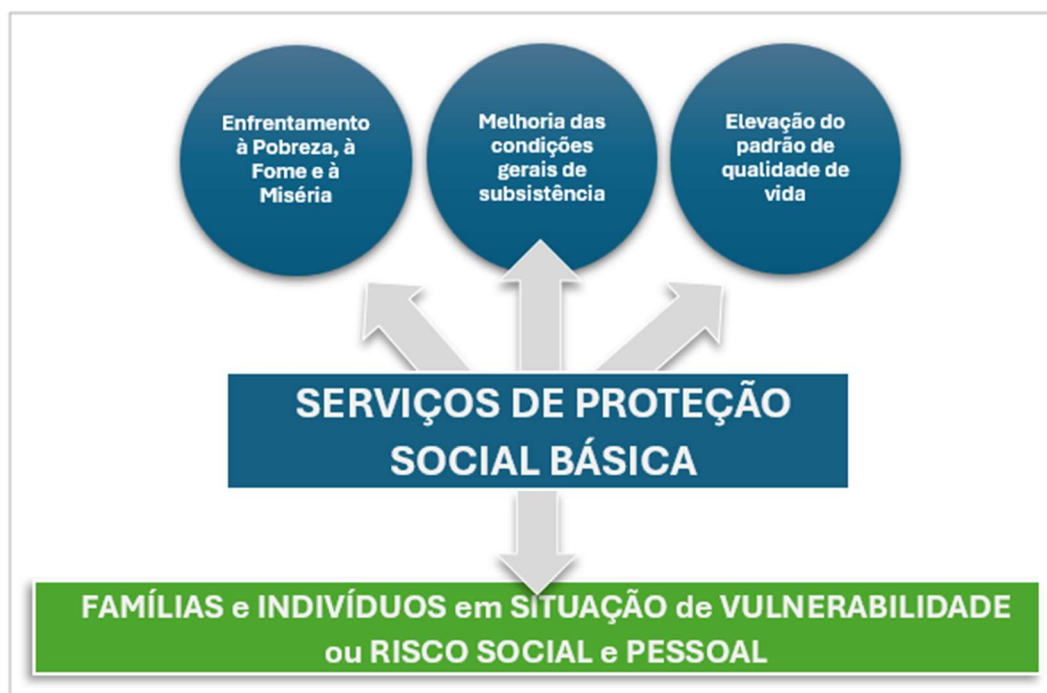 Enfrentamento
à Pobreza, à
Fome e à
Miséria
Melhoria das
condições
gerais de
subsistência
Elevação do
padrão de
qualidade de
vida
SERVIÇOS DE PROTEÇÃO
SOCIAL BÁSICA
FAMÍLIAS e INDIVÍDUOS em SITUAÇÃO de VULNERABILIDADE
ou RISCO SOCIAL e PESSOAL